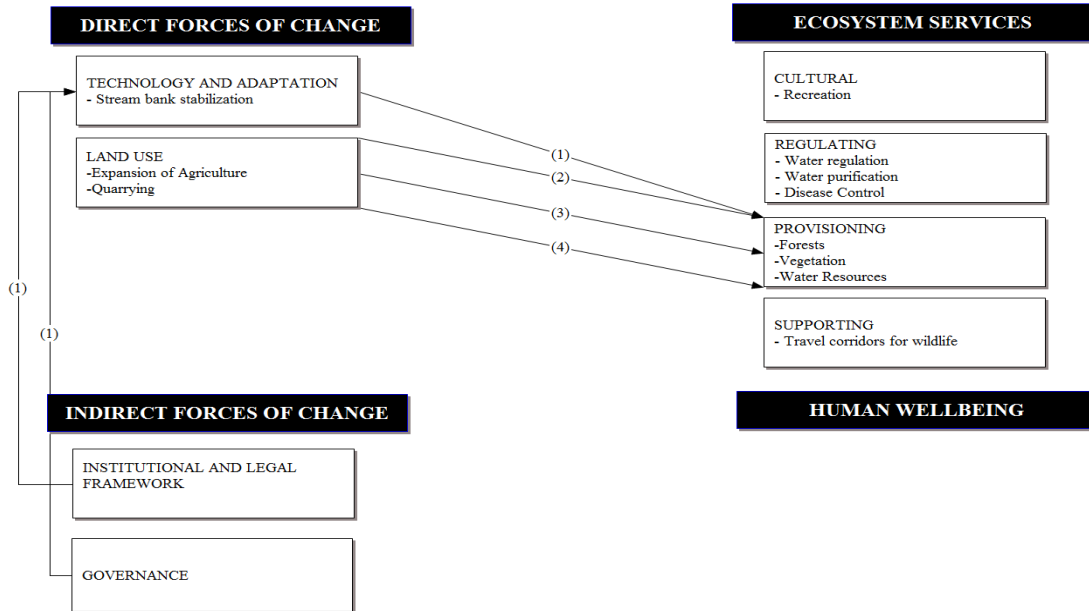 DIRECT FORCES OF CHANGE
TECHNOLOGY AND ADAPTATION
- Stream bank stabilization
LAND USE
-Expansion of Agriculture
-Quarrying
(1)
(2)
(3)
(4)
(1)
(1)
ECOSYSTEM SERVICES
CULTURAL
- Recreation
REGULATING
- Water regulation
- Water purification
- Disease Control
PROVISIONING
-Forests
-Vegetation
-Water Resources
SUPPORTING
- Travel corridors for wildlife
INDIRECT FORCES OF CHANGE
INSTITUTIONAL AND LEGAL
FRAMEWORK
GOVERNANCE
HUMAN WELLBEING